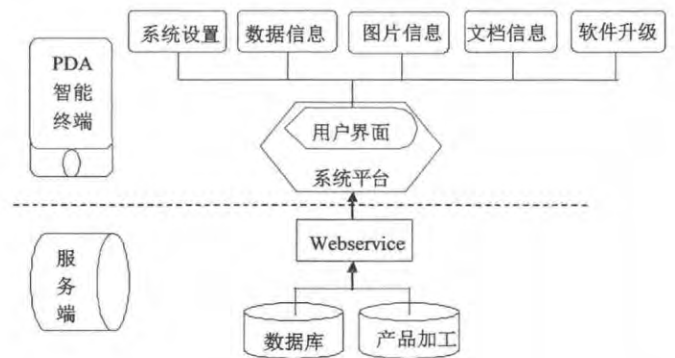 系统设置
数据信息
图片信息
文档信息
软件升级
PDA
智能
终端
用户界面
系统平台
Webservice
服
务
端
数据库
产品加工